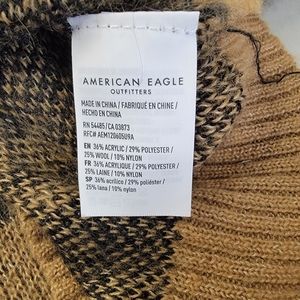 AMERICAN EAGLE
OUTFITTERS
MADE IN CHINA / FABRIQUÉ EN CHINE /
HECHO EN CHINA
RN 54485/CA 03873
RFC# AEM120605U9A
EN 36% ACRYLIC / 29% POLYESTER /
25% WOOL / 10% NYLON
FR 36% ACRYLIQUE / 29% POLYESTER /
25% LAINE / 10% NYLON
SP 36% acrílico / 29% poliéster /
25% lana / 10% nylon